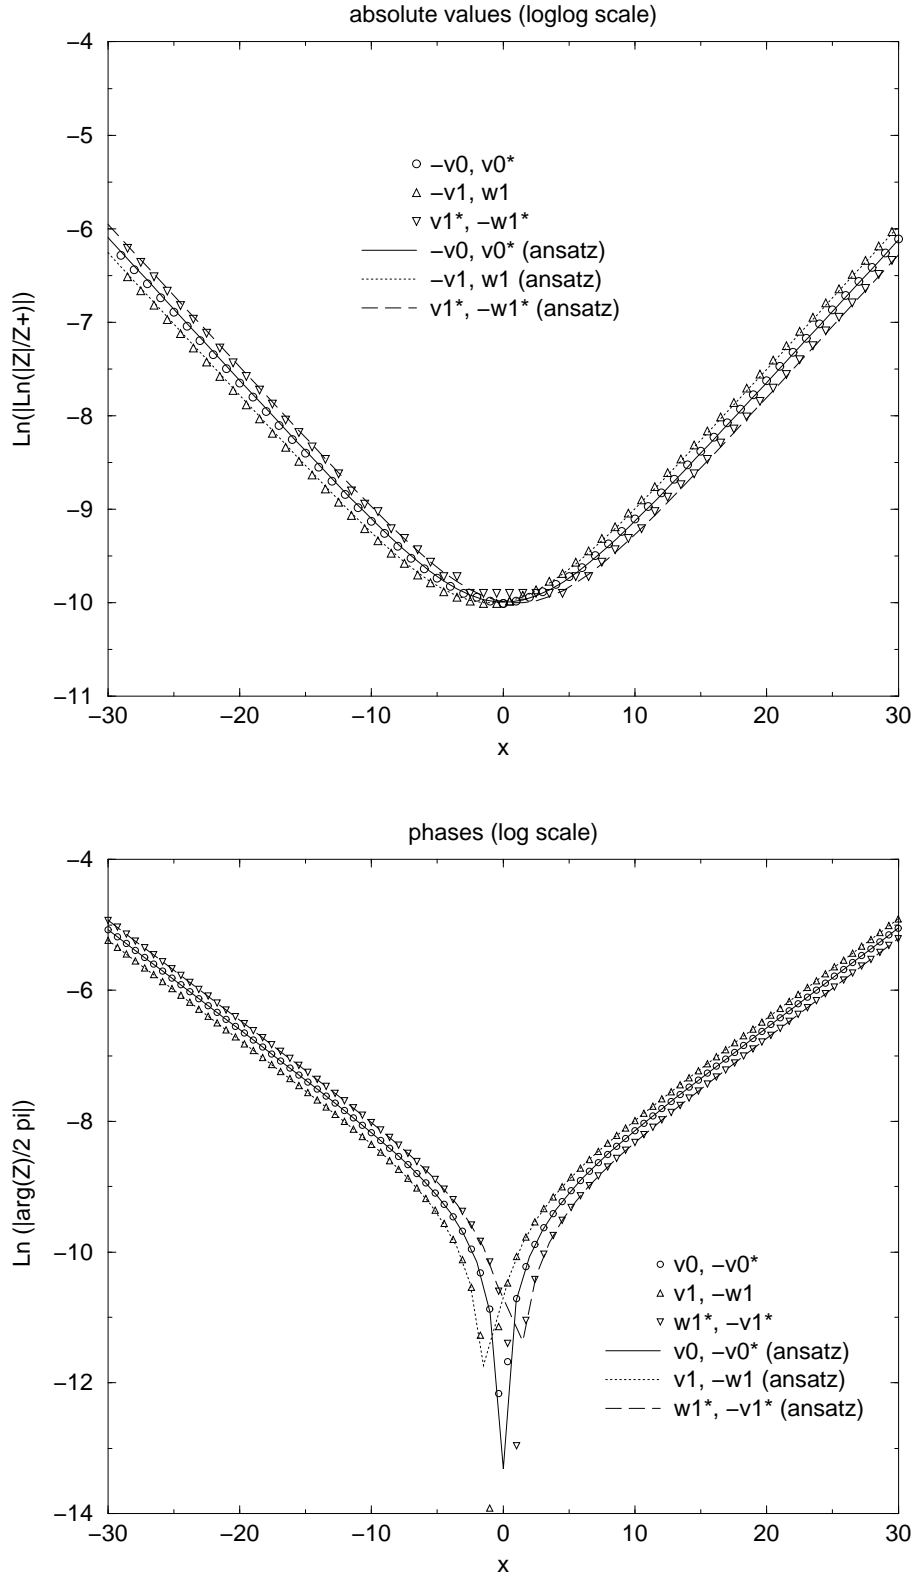 absolute values (loglog scale)
−4
−5
−6
−7
−8
−9
−10
−11
Ln(|Ln(|Z|/Z+)|)
−v0, v0*
−v1, w1
v1*, −w1*
−v0, v0* (ansatz)
−v1, w1 (ansatz)
v1*, −w1* (ansatz)
−30 −20 −10 0 10 20 30
x
phases (log scale)
−4
−6
−8
−10
−12
−14
Ln (|arg(Z)/2 pi|)
v0, −v0*
v1, −w1
w1*, −v1*
v0, −v0* (ansatz)
v1, −w1 (ansatz)
w1*, −v1* (ansatz)
−30 −20 −10 0 10 20 30
x